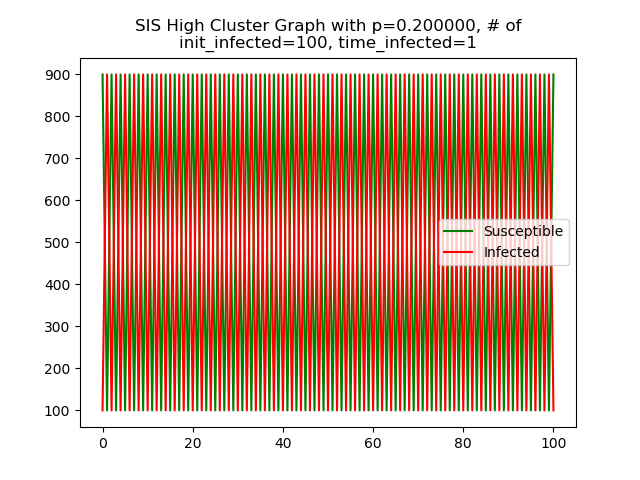 SIS High Cluster Graph with p=0.200000, # of
init_infected=100, time_infected=1
900
800
700
600
500
400
300
200
100
Susceptible
Infected
0 20 40 60 80 100